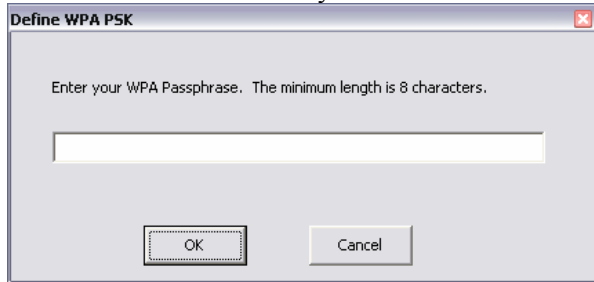 Define WPA PSK
Enter your WPA Passphrase.  The minimum length is 8 characters.
OK
Cancel